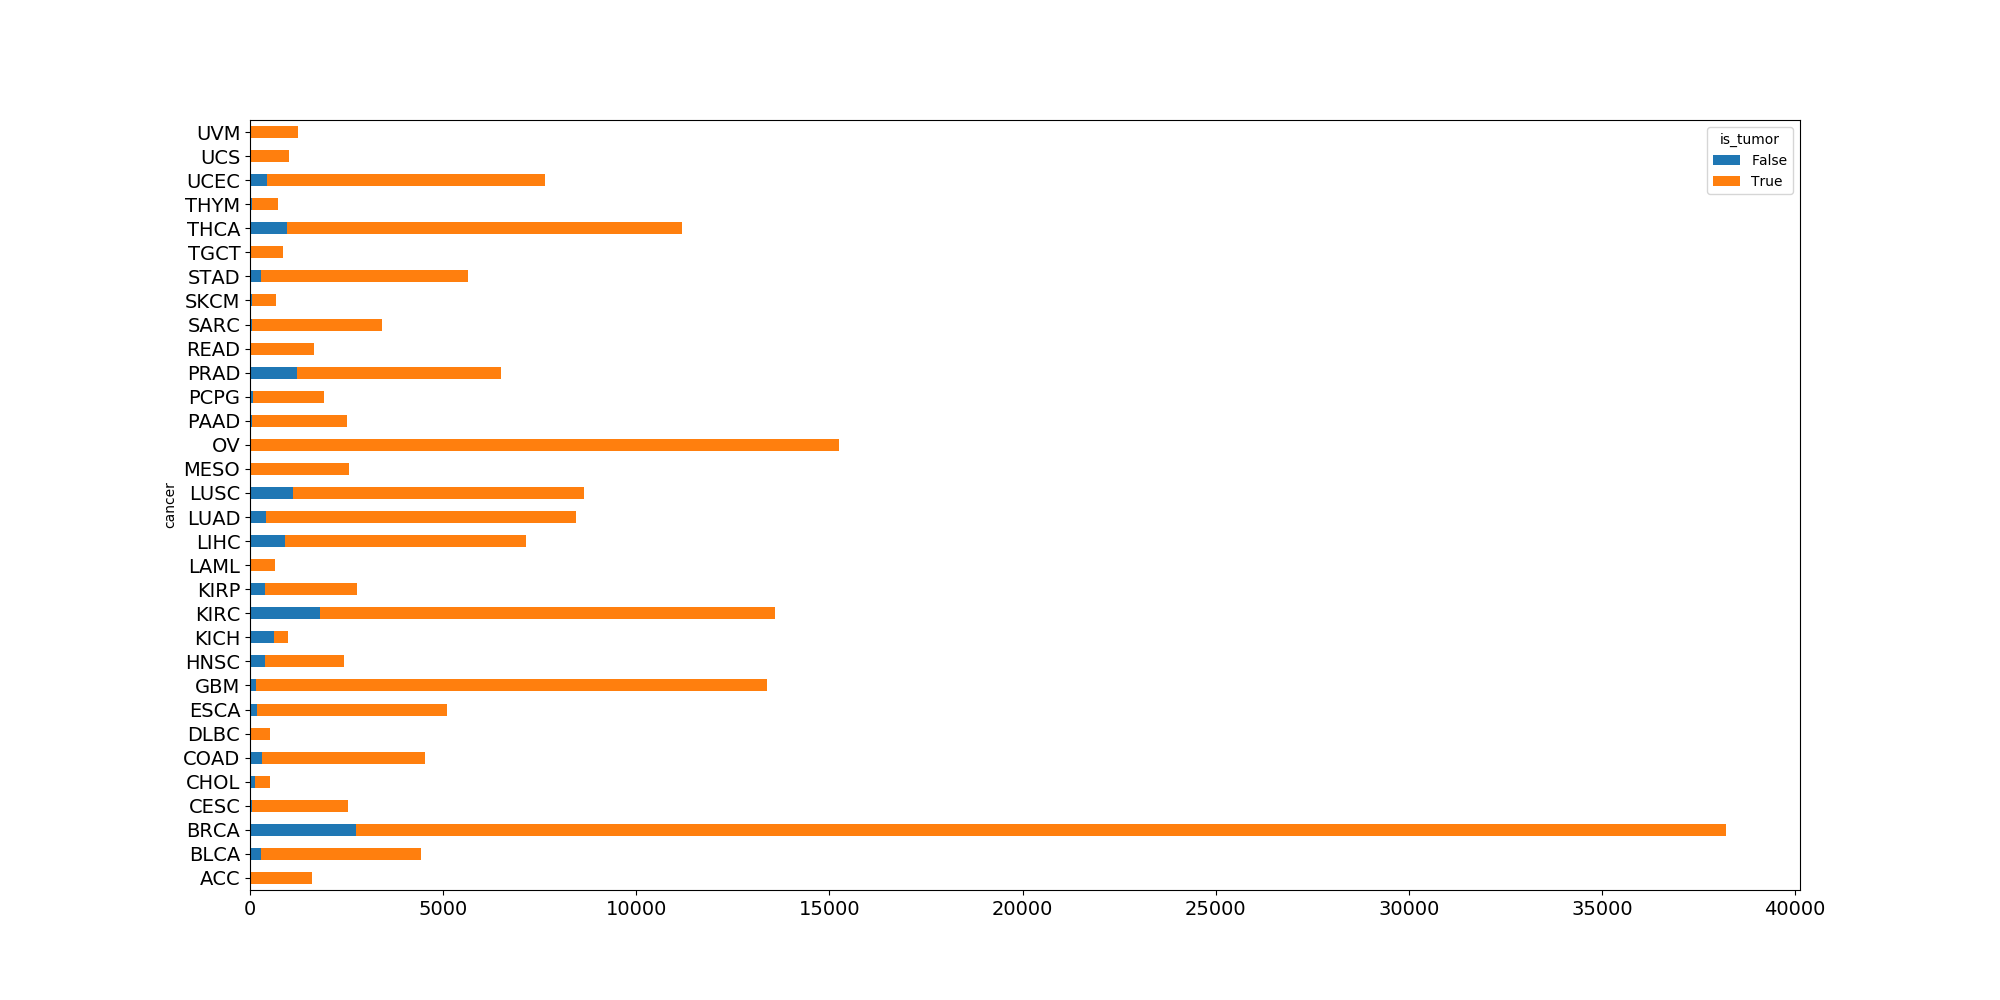 is_tumor
False
True
cancer
UVM
UCS
UCEC
THYM
THCA
TGCT
STAD
SKCM
SARC
READ
PRAD
PCPG
PAAD
OV
MESO
LUSC
LUAD
LIHC
LAML
KIRP
KIRC
KICH
HNSC
GBM
ESCA
DLBC
COAD
CHOL
CESC
BRCA
BLCA
ACC
0 5000 10000 15000 20000 25000 30000 35000 40000